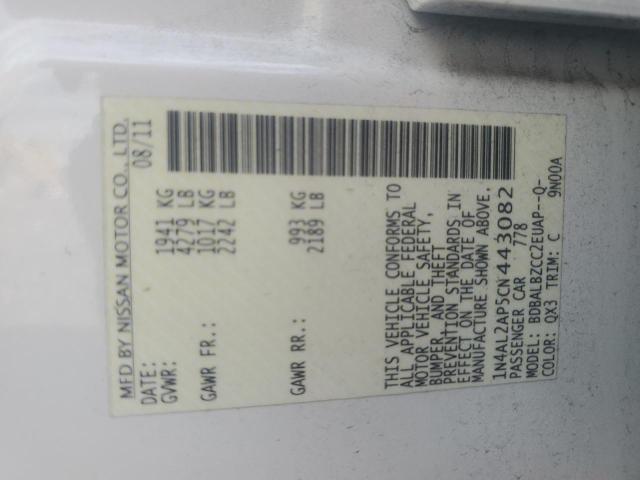 MFD BY NISSAN MOTOR CO., LTD.
DATE: 08/11
GVWR: 1941 KG
4279 LB
GAWR FR.: 1017 KG
2242 LB
GAWR RR.: 993 KG
2189 LB
THIS VEHICLE CONFORMS TO
ALL APPLICABLE FEDERAL
MOTOR VEHICLE SAFETY,
BUMPER, AND THEFT
PREVENTION STANDARDS IN
EFFECT ON THE DATE OF
MANUFACTURE SHOWN ABOVE.
1N4AL2AP5CN443082
PASSENGER CAR 778
MODEL: BDBALBZCC2EUAP--Q-
COLOR: QX3 TRIM: C 9N00A